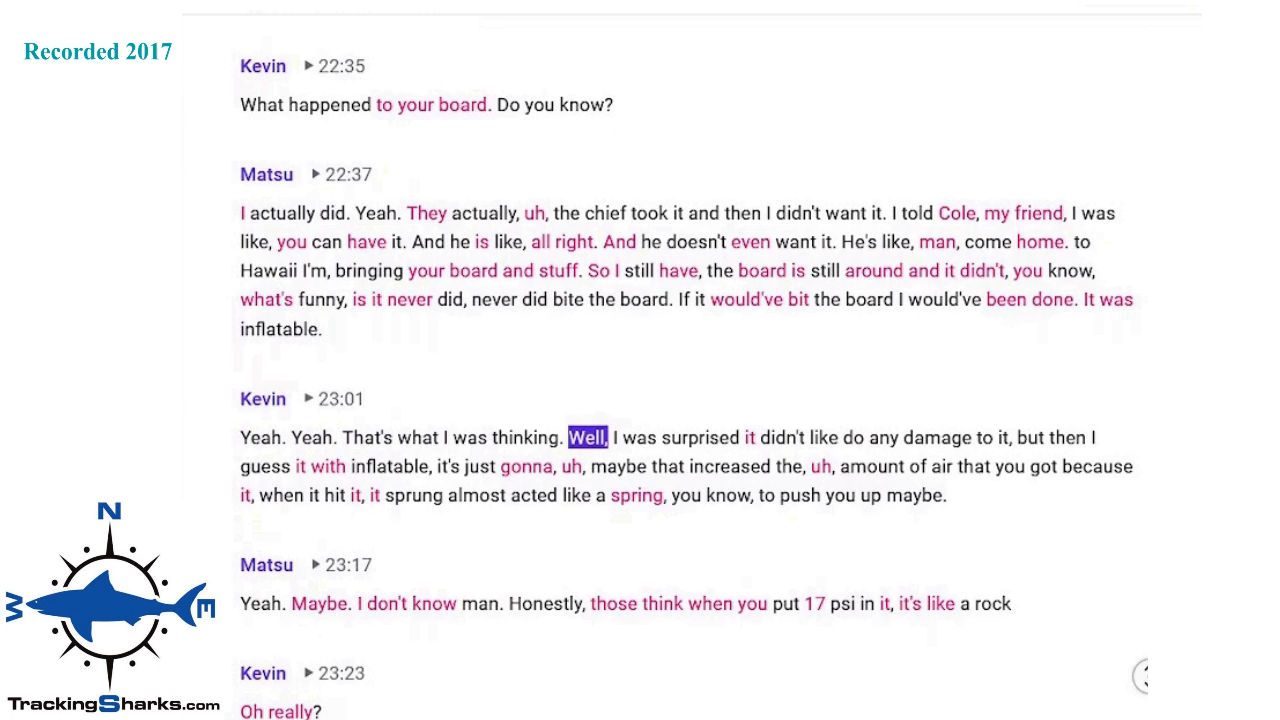 Recorded 2017
Kevin 22:35
What happened to your board. Do you know?
Matsu 22:37
I actually did. Yeah. They actually, uh, the chief took it and then I didn't want it. I told Cole, my friend, I was
like, you can have it. And he is like, all right. And he doesn't even want it. He's like, man, come home. to
Hawaii I'm, bringing your board and stuff. So I still have, the board is still around and it didn't, you know,
what's funny, is it never did, never did bite the board. If it would've bit the board I would've been done. It was
inflatable.
Kevin 23:01
Yeah. Yeah. That's what I was thinking. Well, I was surprised it didn't like do any damage to it, but then I
guess it with inflatable, it's just gonna, uh, maybe that increased the, uh, amount of air that you got because
it, when it hit it, it sprung almost acted like a spring, you know, to push you up maybe.
Matsu 23:17
Yeah. Maybe. I don't know man. Honestly, those think when you put 17 psi in it, it's like a rock
Kevin 23:23
Oh really?
N
W
E
TrackingSharks.com